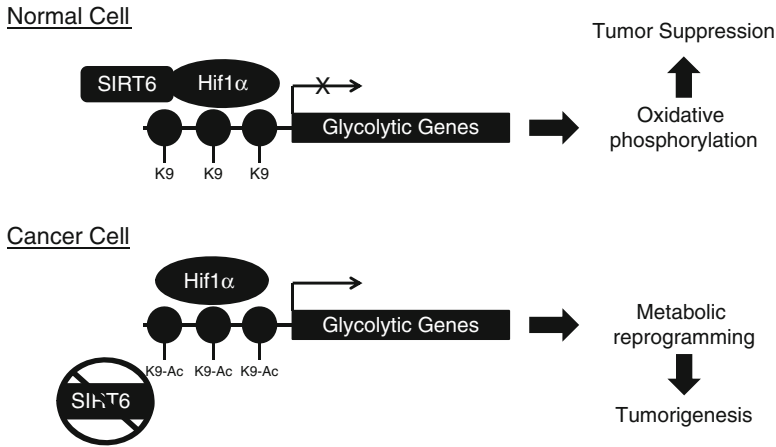 Normal Cell
Tumor Suppression
SIRT6
Hif1α
X
Glycolytic Genes
Oxidative
phosphorylation
K9 K9 K9
Cancer Cell
Hif1α
Glycolytic Genes
Metabolic
reprogramming
K9-Ac K9-Ac K9-Ac
SIRT6
Tumorigenesis